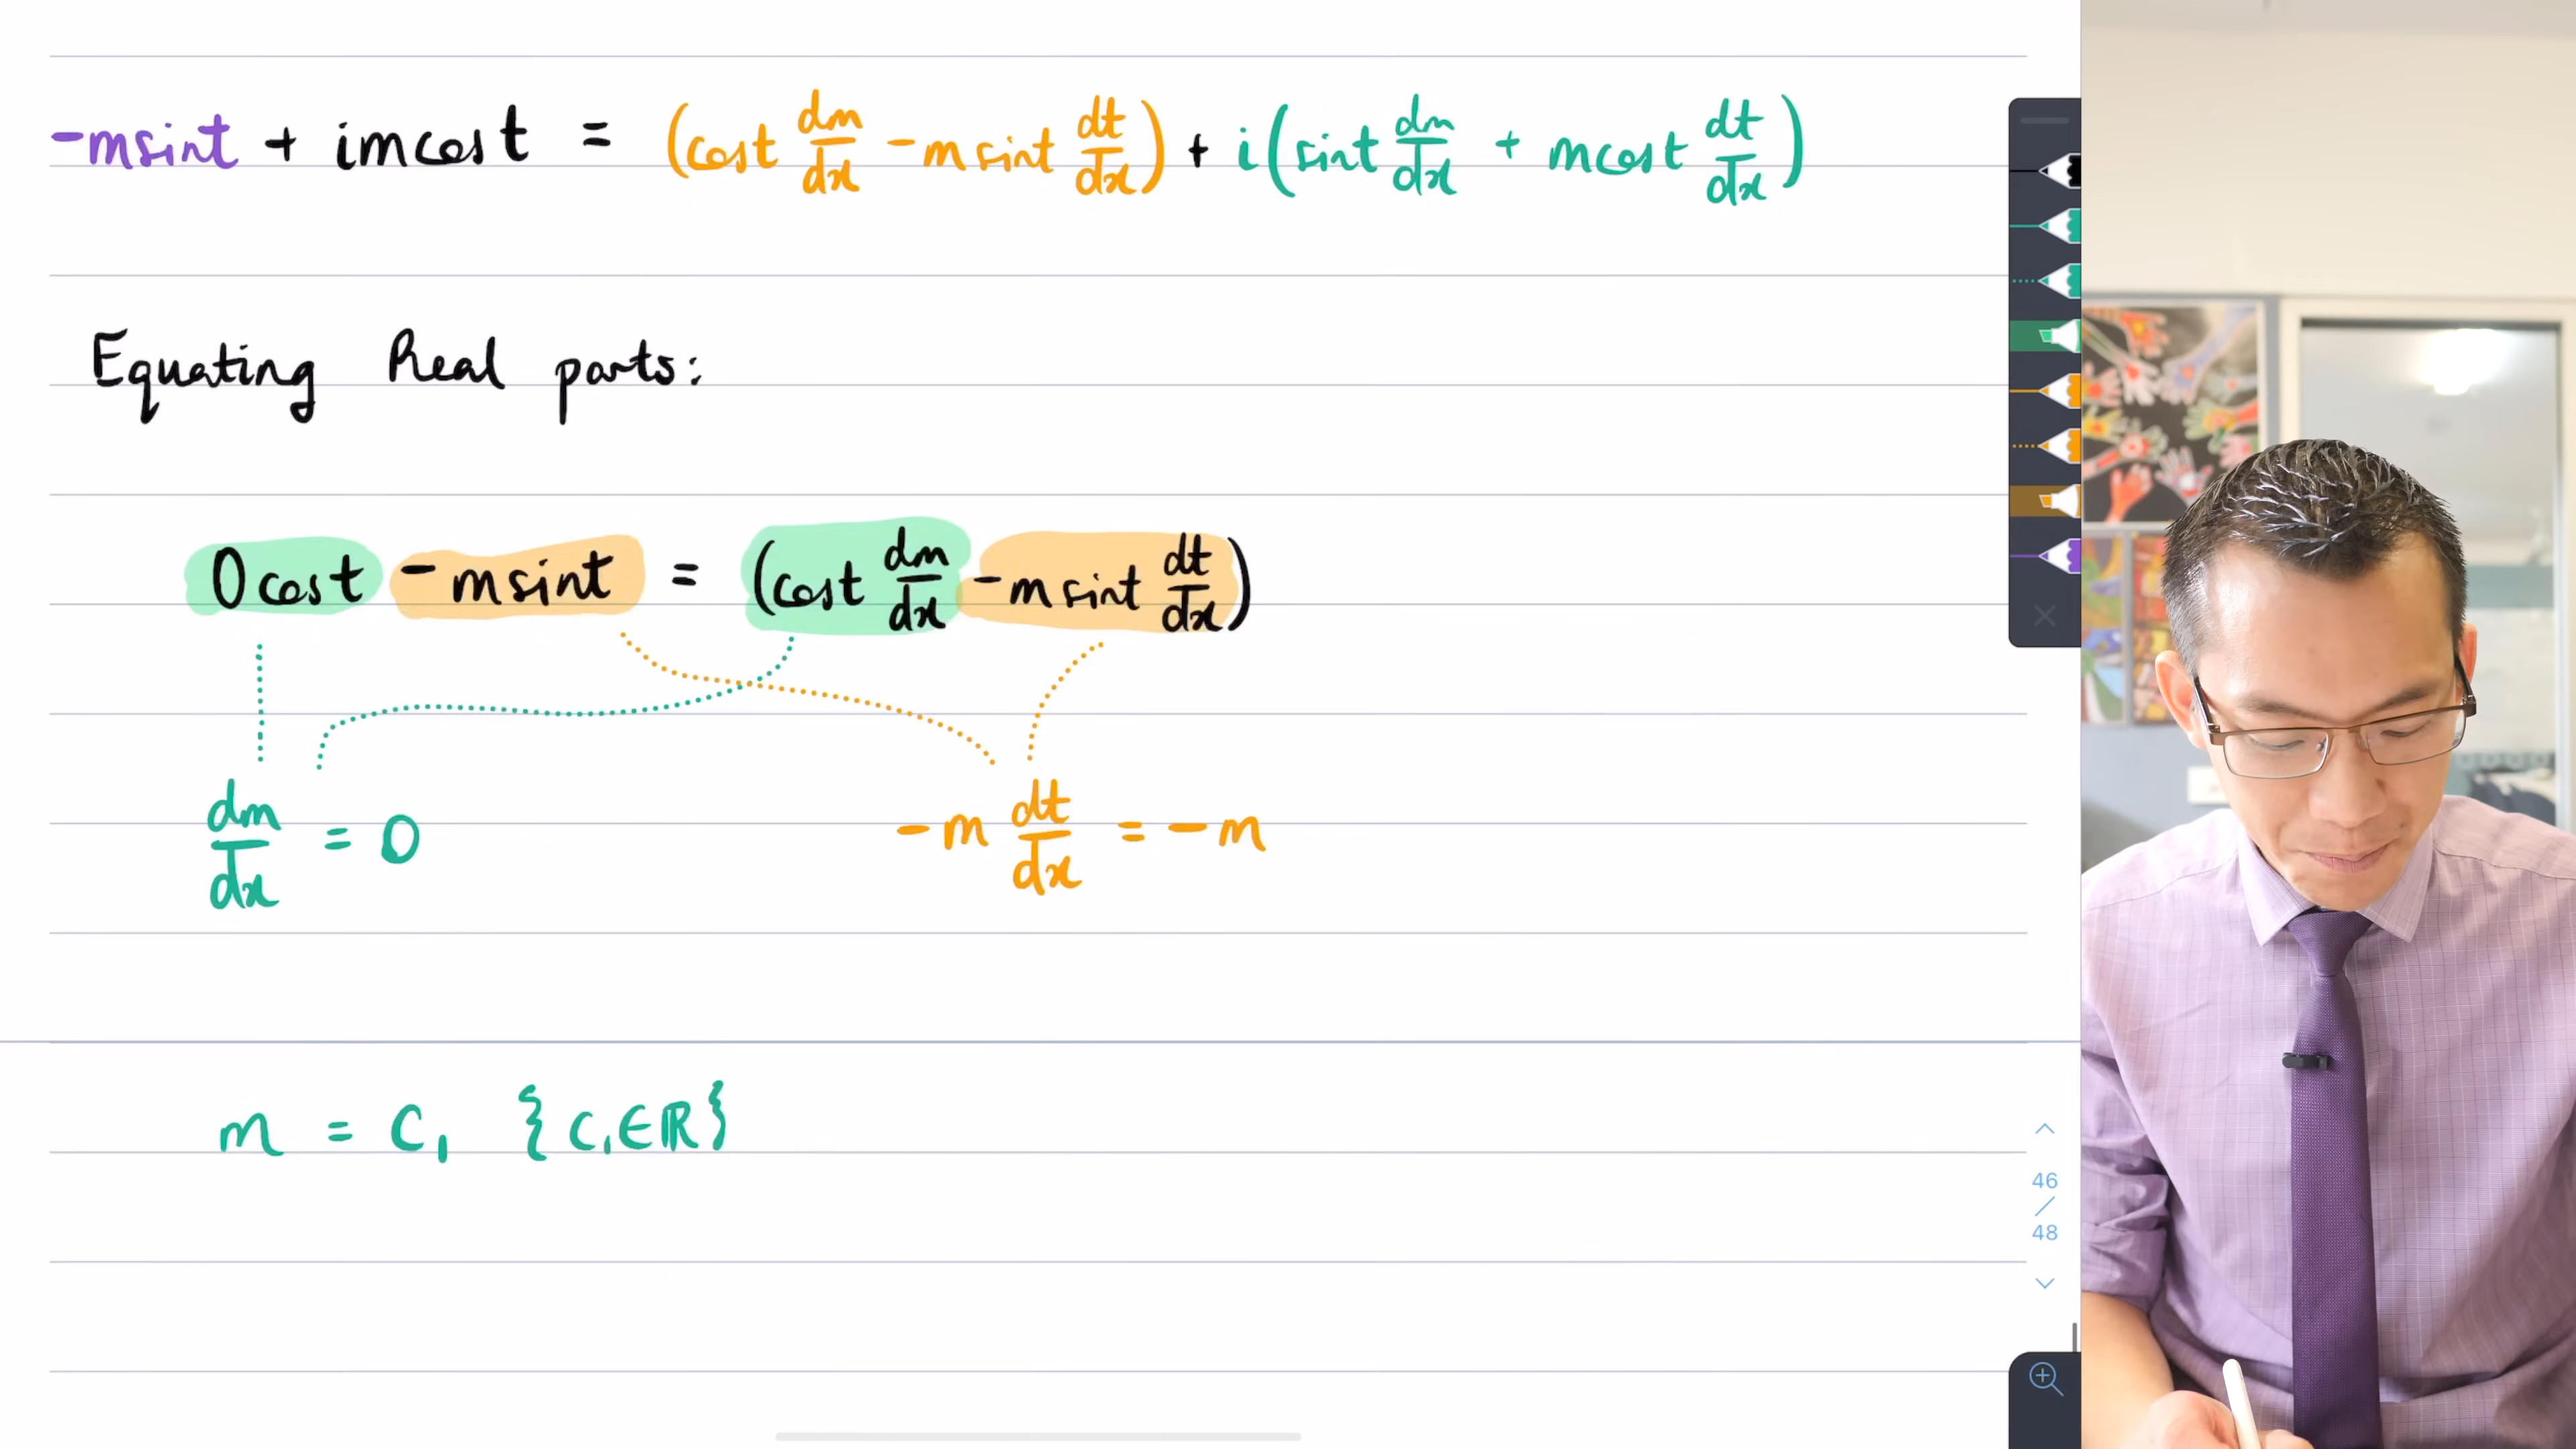 -msint + imcost = (cost dm/dx - msint dt/dx) + i(sint dm/dx + mcost dt/dx)
Equating Real parts:
0cost - msint = (cost dm/dx - msint dt/dx)
dm/dx = 0 -m dt/dx = -m
m = C₁ {C₁∈ℝ}
46
/
48